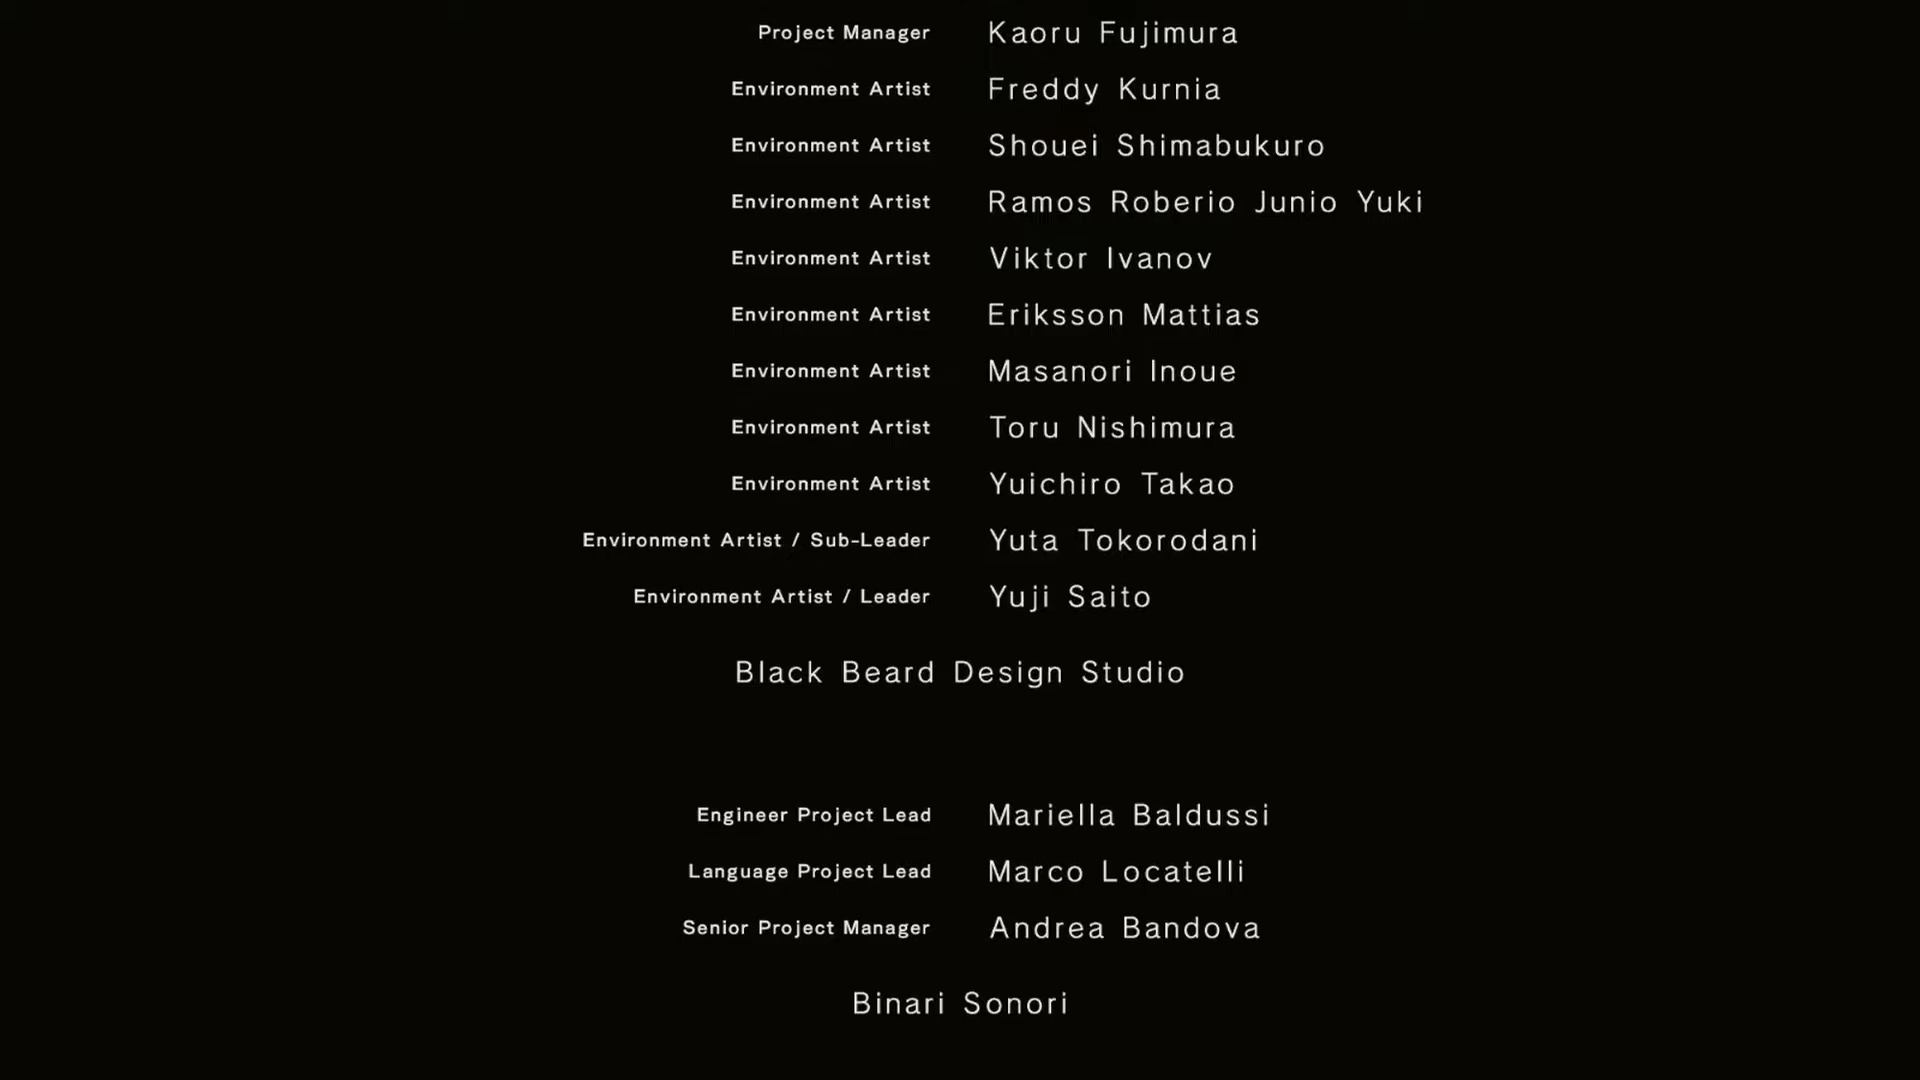 Project Manager Kaoru Fujimura
Environment Artist Freddy Kurnia
Environment Artist Shouei Shimabukuro
Environment Artist Ramos Roberio Junio Yuki
Environment Artist Viktor Ivanov
Environment Artist Eriksson Mattias
Environment Artist Masanori Inoue
Environment Artist Toru Nishimura
Environment Artist Yuichiro Takao
Environment Artist / Sub-Leader Yuta Tokorodani
Environment Artist / Leader Yuji Saito
Black Beard Design Studio
Engineer Project Lead Mariella Baldussi
Language Project Lead Marco Locatelli
Senior Project Manager Andrea Bandova
Binari Sonori